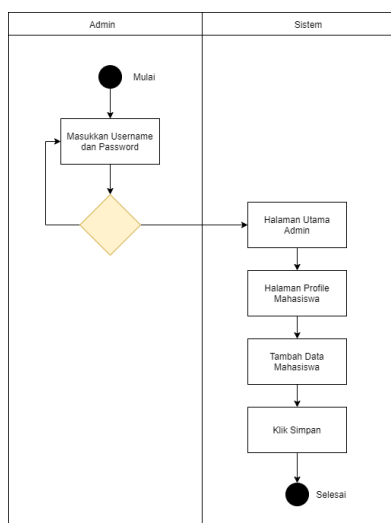 Admin
Sistem
Mulai
Masukkan Username
dan Password
Halaman Utama
Admin
Halaman Profile
Mahasiswa
Tambah Data
Mahasiswa
Klik Simpan
Selesai